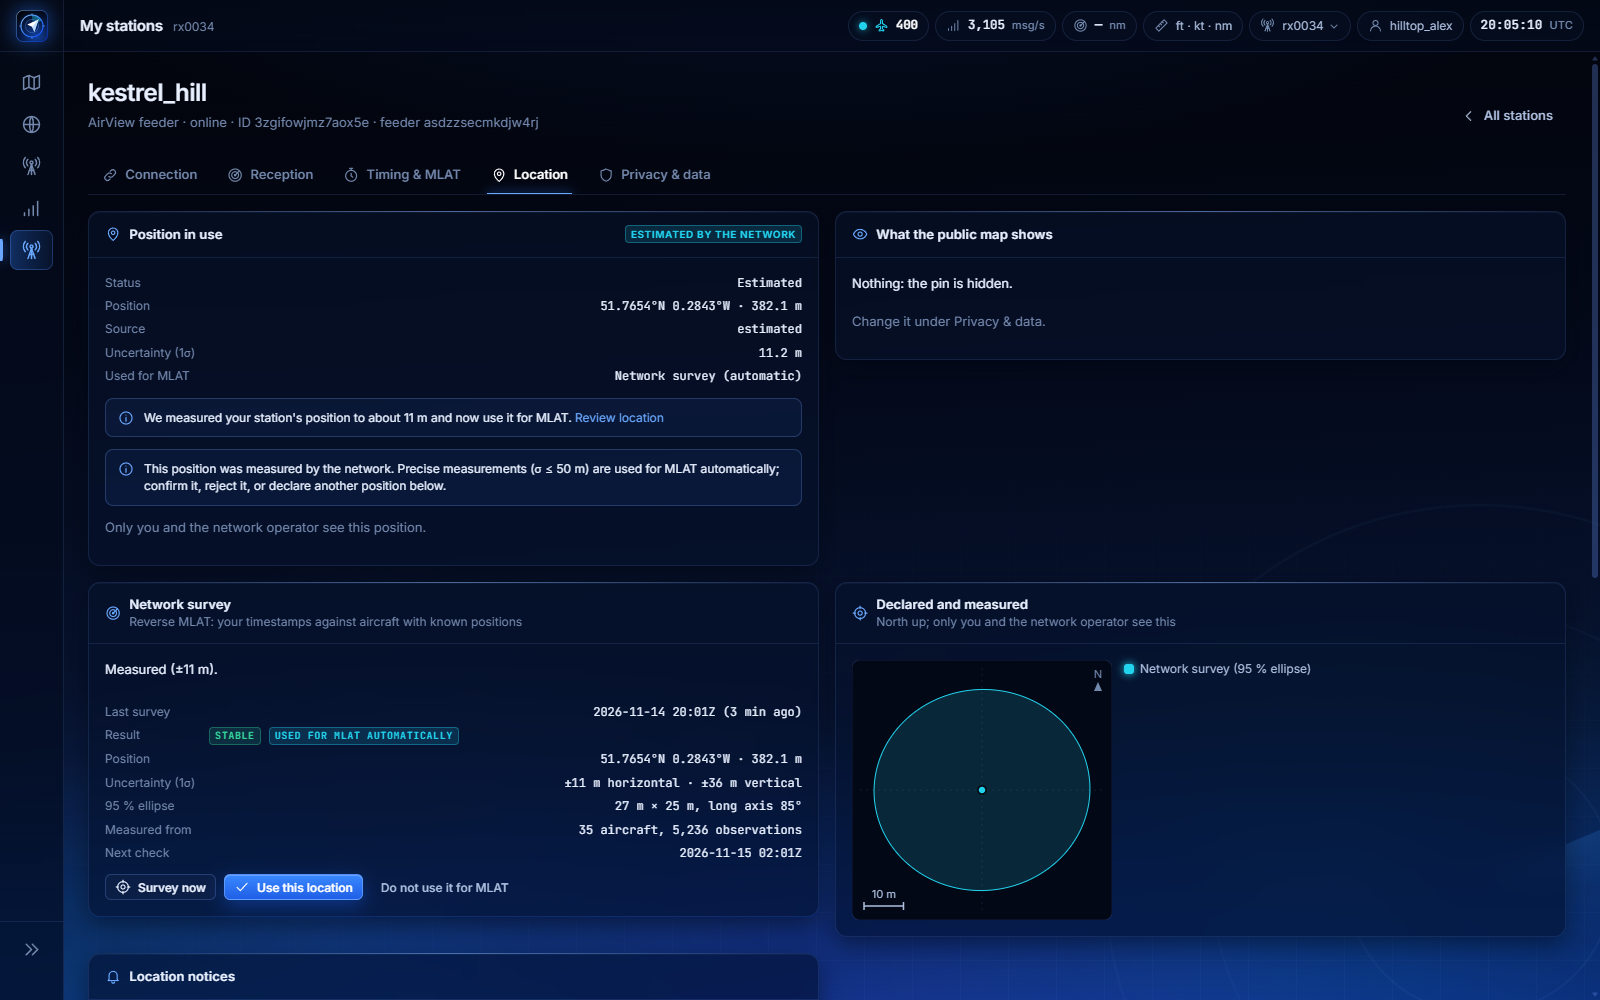 My stations rx0034
400
3,105 msg/s
— nm
ft · kt · nm
rx0034
hilltop_alex
20:05:10 UTC
kestrel_hill
AirView feeder · online · ID 3zgifowjmz7aox5e · feeder asdzzsecmkdjw4rj
All stations
Connection
Reception
Timing & MLAT
Location
Privacy & data
Position in use
ESTIMATED BY THE NETWORK
Status Estimated
Position 51.7654°N 0.2843°W · 382.1 m
Source estimated
Uncertainty (1σ) 11.2 m
Used for MLAT Network survey (automatic)
We measured your station's position to about 11 m and now use it for MLAT. Review location
This position was measured by the network. Precise measurements (σ ≤ 50 m) are used for MLAT automatically;
confirm it, reject it, or declare another position below.
Only you and the network operator see this position.
What the public map shows
Nothing: the pin is hidden.
Change it under Privacy & data.
Network survey
Reverse MLAT: your timestamps against aircraft with known positions
Measured (±11 m).
Last survey 2026-11-14 20:01Z (3 min ago)
Result STABLE USED FOR MLAT AUTOMATICALLY
Position 51.7654°N 0.2843°W · 382.1 m
Uncertainty (1σ) ±11 m horizontal · ±36 m vertical
95 % ellipse 27 m × 25 m, long axis 85°
Measured from 35 aircraft, 5,236 observations
Next check 2026-11-15 02:01Z
Survey now
Use this location
Do not use it for MLAT
Declared and measured
North up; only you and the network operator see this
N
10 m
Network survey (95 % ellipse)
Location notices